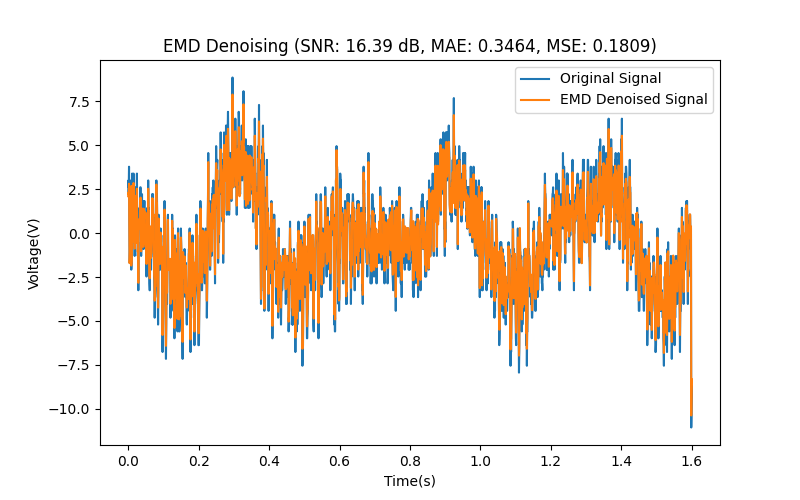 EMD Denoising (SNR: 16.39 dB, MAE: 0.3464, MSE: 0.1809)
Original Signal
EMD Denoised Signal
7.5
5.0
2.5
0.0
−2.5
−5.0
−7.5
−10.0
Voltage(V)
0.0 0.2 0.4 0.6 0.8 1.0 1.2 1.4 1.6
Time(s)